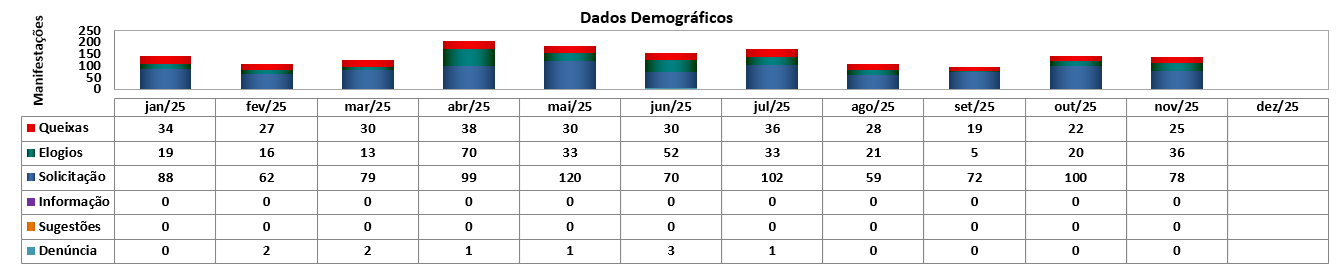 Dados Demográficos
Manifestações
250
200
150
100
50
0
jan/25 fev/25 mar/25 abr/25 mai/25 jun/25 jul/25 ago/25 set/25 out/25 nov/25 dez/25
Queixas 34 27 30 38 30 30 36 28 19 22 25
Elogios 19 16 13 70 33 52 33 21 5 20 36
Solicitação 88 62 79 99 120 70 102 59 72 100 78
Informação 0 0 0 0 0 0 0 0 0 0 0
Sugestões 0 0 0 0 0 0 0 0 0 0 0
Denúncia 0 2 2 1 1 3 1 0 0 0 0